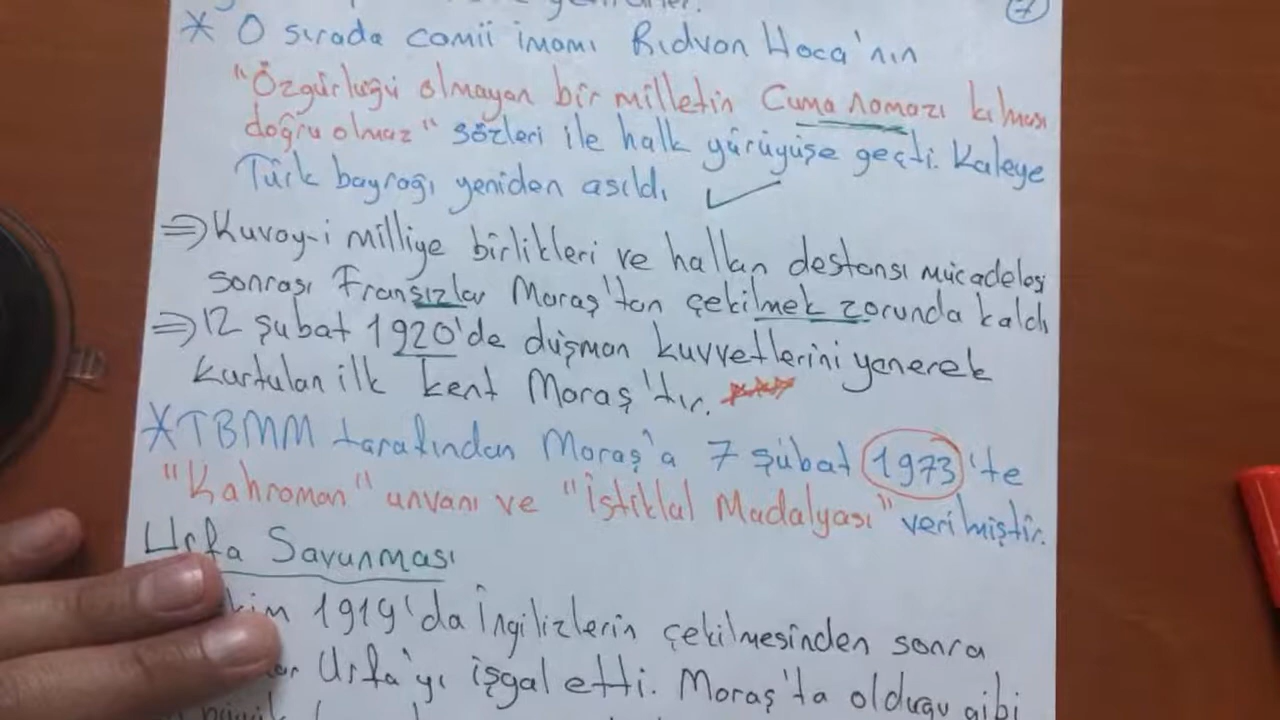 7
* O sırada camii imamı Rıdvan Hoca'nın
"Özgürlüğü olmayan bir milletin Cuma namazı kılması
doğru olmaz" sözleri ile halk yürüyüşe geçti. Kaleye
Türk bayrağı yeniden asıldı.
⇒ Kuvay-i milliye birlikleri ve halkın destansı mücadelesi
sonrası Fransızlar Maraş'tan çekilmek zorunda kaldı
⇒ 12 şubat 1920'de düşman kuvvetlerini yenerek
kurtulan ilk kent Maraş'tır.
* TBMM tarafından Maraş'a 7 şubat 1973'te
"Kahraman" unvanı ve "İstiklal Madalyası" verilmiştir.
Urfa Savunması
1919'da İngilizlerin çekilmesinden sonra
Urfa'yı işgal etti. Maraş'ta olduğu gibi